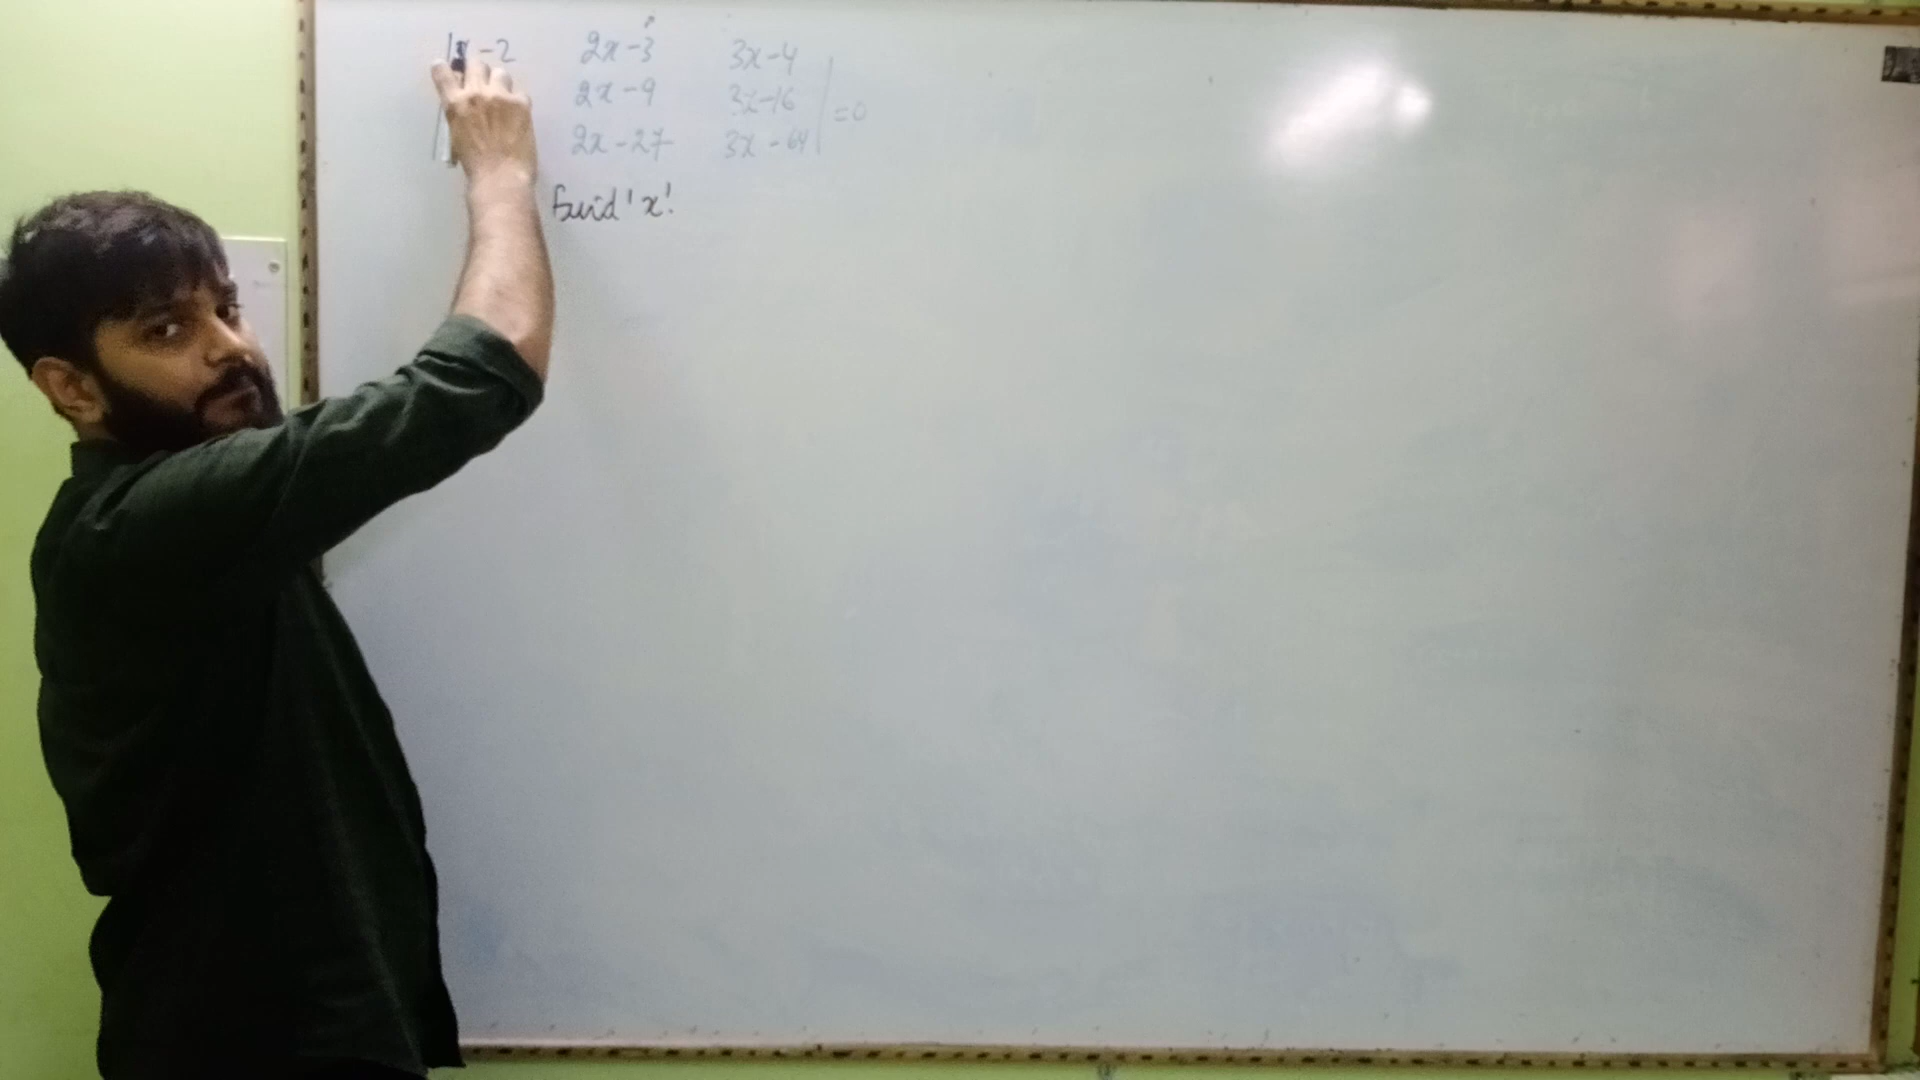 x-2 2x-3 3x-4
2x-9 3x-16 =0
2x-27 3x-64
find 'x'.